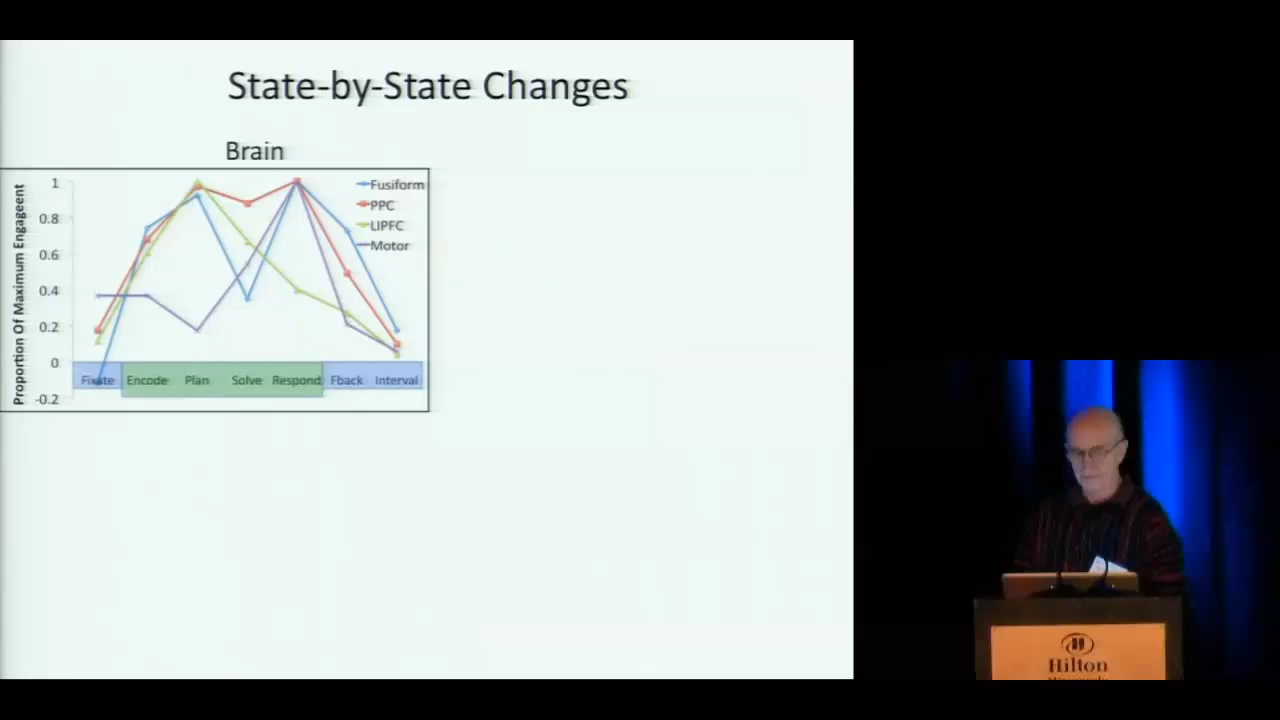 State-by-State Changes
Brain
Proportion Of Maximum Engageent
1
0.8
0.6
0.4
0.2
0
-0.2
Fusiform
PPC
LIPFC
Motor
Fixate Encode Plan Solve Respond Fback Interval
Hilton